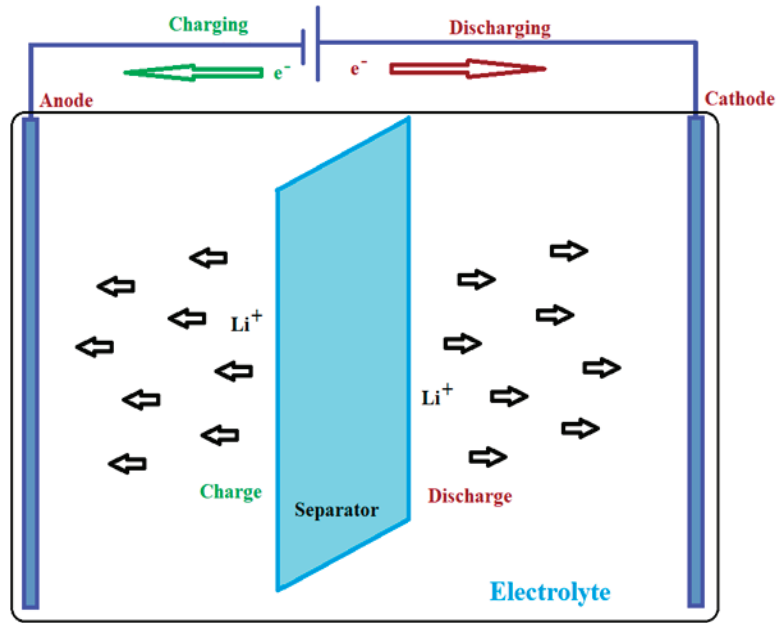 Charging
Discharging
e⁻
e⁻
Anode
Cathode
Li⁺
Li⁺
Charge
Discharge
Separator
Electrolyte